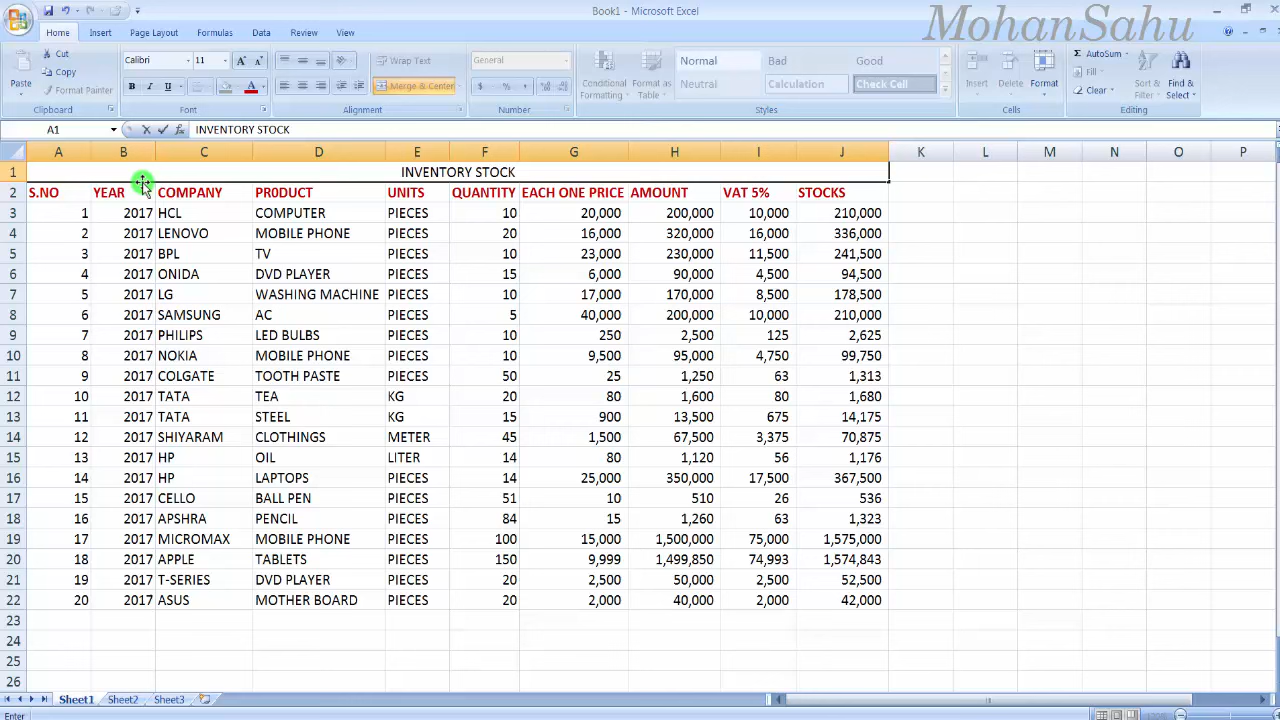 Book1 - Microsoft Excel
MohanSahu
Home Insert Page Layout Formulas Data Review View
Cut
Copy
Format Painter
Paste
Clipboard
Calibri 11
Font
Wrap Text
Merge & Center
Alignment
General
Number
Conditional Formatting
Format as Table
Normal Bad Good
Neutral Calculation Check Cell
Styles
Insert Delete Format
Cells
AutoSum
Fill
Clear
Sort & Filter
Find & Select
Editing
A1 INVENTORY STOCK
A B C D E F G H I J K L M N O P
1 INVENTORY STOCK
2 S.NO YEAR COMPANY PR0DUCT UNITS QUANTITY EACH ONE PRICE AMOUNT VAT 5% STOCKS
3 1 2017 HCL COMPUTER PIECES 10 20,000 200,000 10,000 210,000
4 2 2017 LENOVO MOBILE PHONE PIECES 20 16,000 320,000 16,000 336,000
5 3 2017 BPL TV PIECES 10 23,000 230,000 11,500 241,500
6 4 2017 ONIDA DVD PLAYER PIECES 15 6,000 90,000 4,500 94,500
7 5 2017 LG WASHING MACHINE PIECES 10 17,000 170,000 8,500 178,500
8 6 2017 SAMSUNG AC PIECES 5 40,000 200,000 10,000 210,000
9 7 2017 PHILIPS LED BULBS PIECES 10 250 2,500 125 2,625
10 8 2017 NOKIA MOBILE PHONE PIECES 10 9,500 95,000 4,750 99,750
11 9 2017 COLGATE TOOTH PASTE PIECES 50 25 1,250 63 1,313
12 10 2017 TATA TEA KG 20 80 1,600 80 1,680
13 11 2017 TATA STEEL KG 15 900 13,500 675 14,175
14 12 2017 SHIYARAM CLOTHINGS METER 45 1,500 67,500 3,375 70,875
15 13 2017 HP OIL LITER 14 80 1,120 56 1,176
16 14 2017 HP LAPTOPS PIECES 14 25,000 350,000 17,500 367,500
17 15 2017 CELLO BALL PEN PIECES 51 10 510 26 536
18 16 2017 APSHRA PENCIL PIECES 84 15 1,260 63 1,323
19 17 2017 MICROMAX MOBILE PHONE PIECES 100 15,000 1,500,000 75,000 1,575,000
20 18 2017 APPLE TABLETS PIECES 150 9,999 1,499,850 74,993 1,574,843
21 19 2017 T-SERIES DVD PLAYER PIECES 20 2,500 50,000 2,500 52,500
22 20 2017 ASUS MOTHER BOARD PIECES 20 2,000 40,000 2,000 42,000
23
24
25
26
Sheet1 Sheet2 Sheet3
Enter